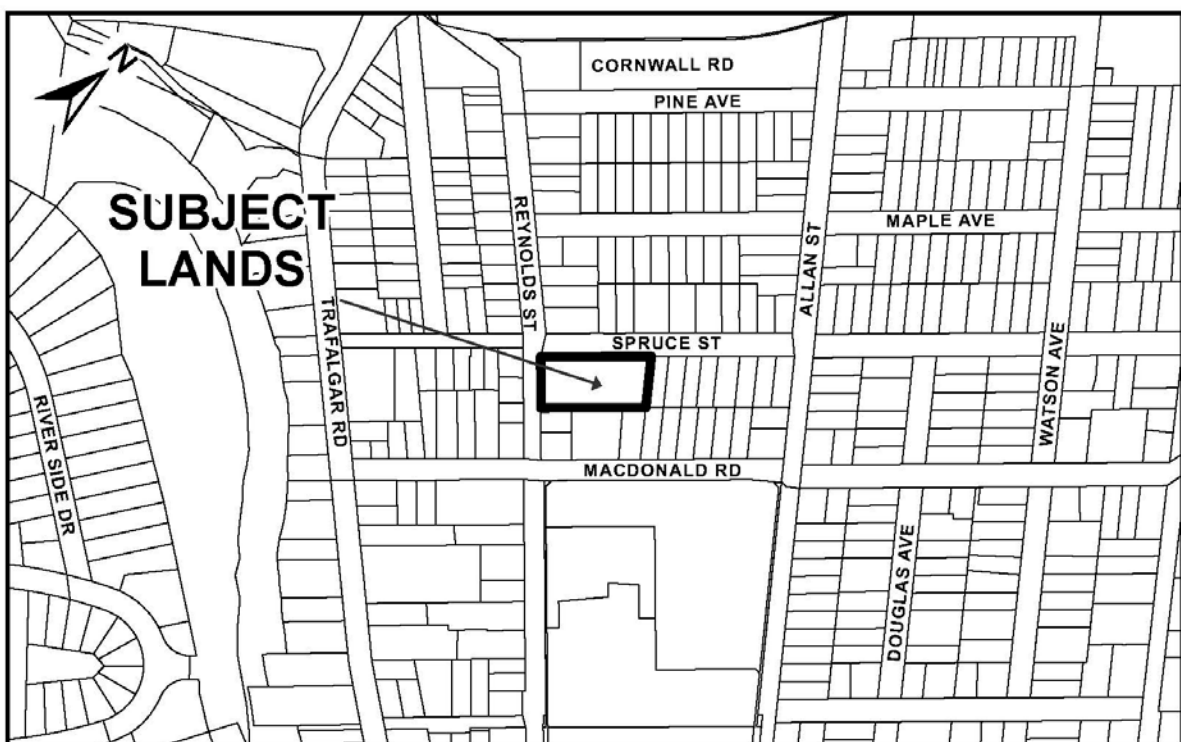 N
CORNWALL RD
PINE AVE
SUBJECT
LANDS
REYNOLDS ST
MAPLE AVE
ALLAN ST
TRAFALGAR RD
SPRUCE ST
WATSON AVE
RIVER SIDE DR
MACDONALD RD
DOUGLAS AVE